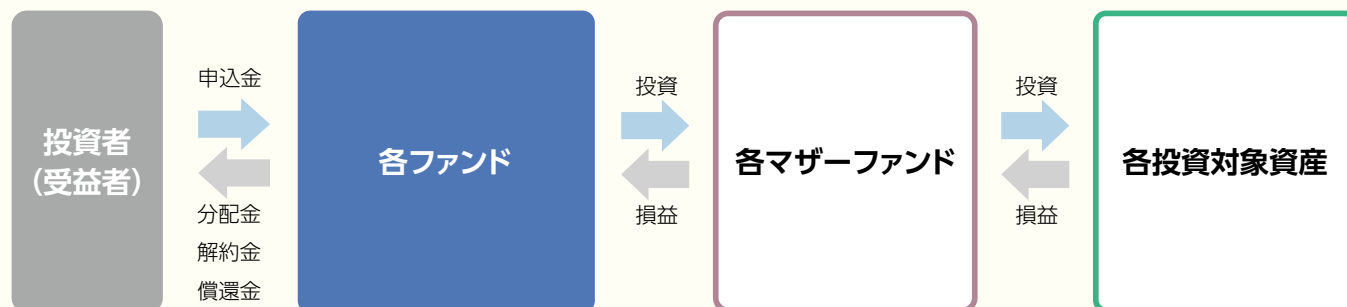 投資者
(受益者)
申込金
分配金
解約金
償還金
各ファンド
投資
損益
各マザーファンド
投資
損益
各投資対象資産